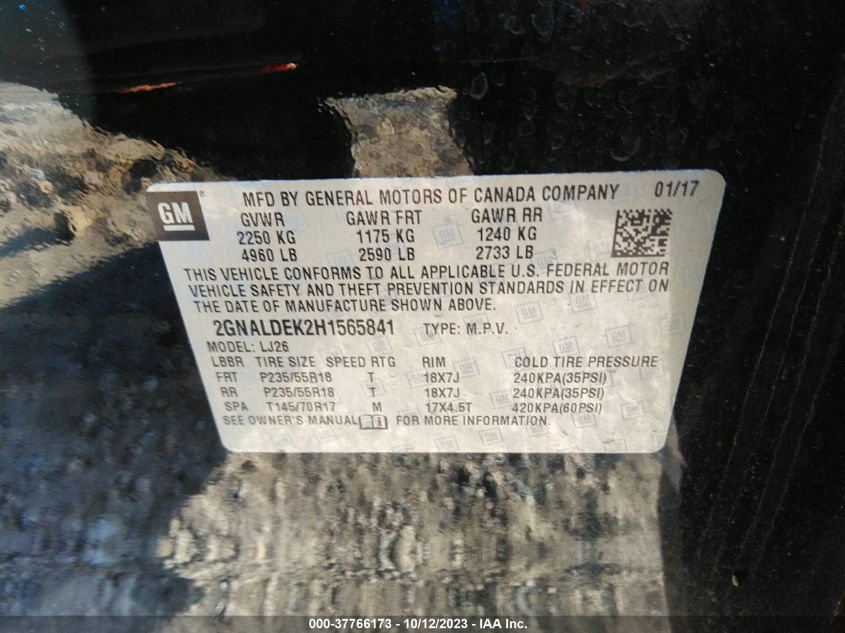 GM
MFD BY GENERAL MOTORS OF CANADA COMPANY 01/17
GVWR GAWR FRT GAWR RR
2250 KG 1175 KG 1240 KG
4960 LB 2590 LB 2733 LB
THIS VEHICLE CONFORMS TO ALL APPLICABLE U.S. FEDERAL MOTOR
VEHICLE SAFETY AND THEFT PREVENTION STANDARDS IN EFFECT ON
THE DATE OF MANUFACTURE SHOWN ABOVE.
2GNALDEK2H1565841 TYPE: M.P.V.
MODEL: LJ26
LBBR TIRE SIZE SPEED RTG RIM COLD TIRE PRESSURE
FRT P235/55R18 T 18X7J 240KPA(35PSI)
RR P235/55R18 T 18X7J 240KPA(35PSI)
SPA T145/70R17 M 17X4.5T 420KPA(60PSI)
SEE OWNER'S MANUAL FOR MORE INFORMATION.
000-37766173 - 10/12/2023 - IAA Inc.